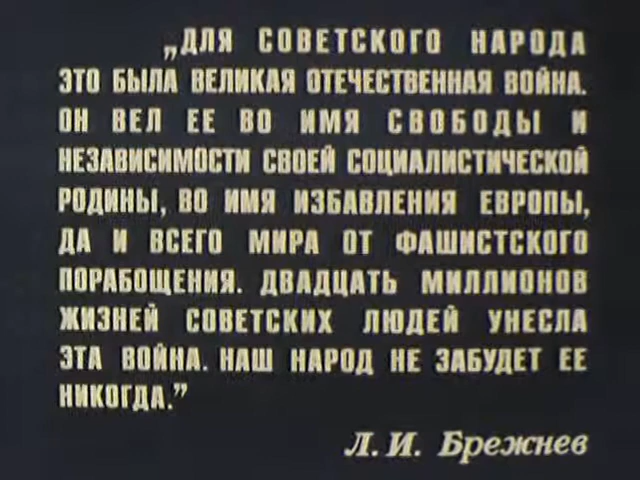 „ДЛЯ СОВЕТСКОГО НАРОДА
ЭТО БЫЛА ВЕЛИКАЯ ОТЕЧЕСТВЕННАЯ ВОЙНА.
ОН ВЕЛ ЕЕ ВО ИМЯ СВОБОДЫ И
НЕЗАВИСИМОСТИ СВОЕЙ СОЦИАЛИСТИЧЕСКОЙ
РОДИНЫ, ВО ИМЯ ИЗБАВЛЕНИЯ ЕВРОПЫ,
ДА И ВСЕГО МИРА ОТ ФАШИСТСКОГО
ПОРАБОЩЕНИЯ. ДВАДЦАТЬ МИЛЛИОНОВ
ЖИЗНЕЙ СОВЕТСКИХ ЛЮДЕЙ УНЕСЛА
ЭТА ВОЙНА. НАШ НАРОД НЕ ЗАБУДЕТ ЕЕ
НИКОГДА.”
Л. И. Брежнев